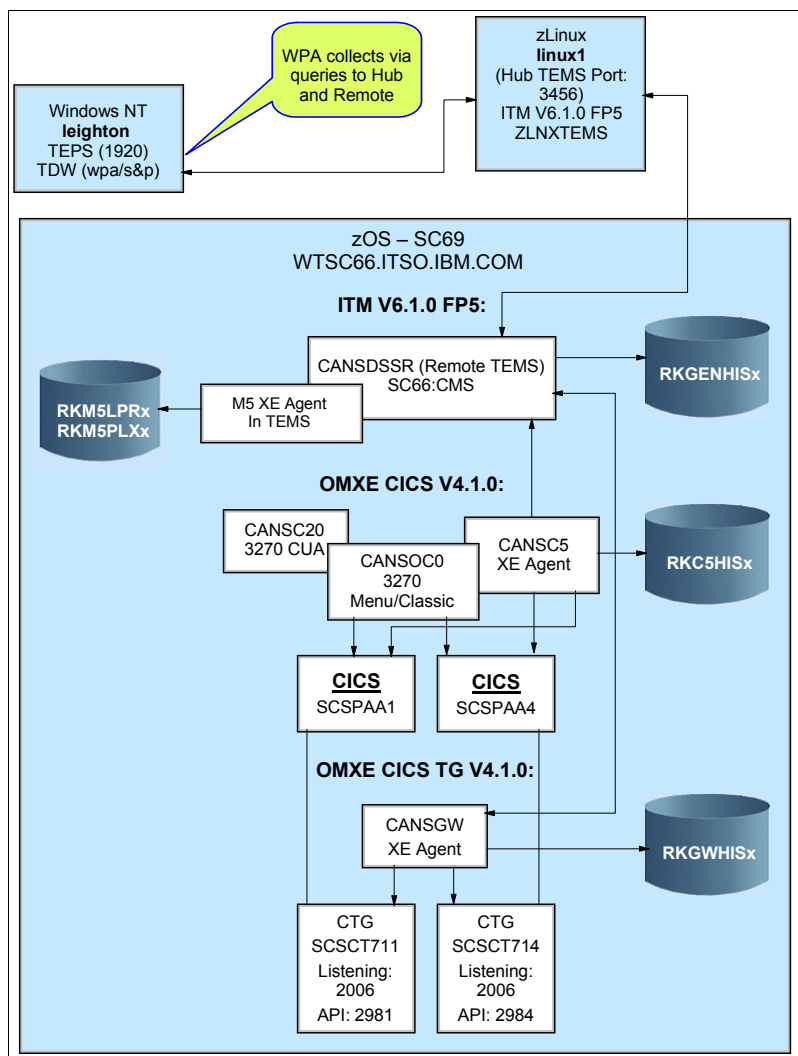 WPA collects via
queries to Hub
and Remote
zLinux
linux1
(Hub TEMS Port:
3456)
ITM V6.1.0 FP5
ZLNXTEMS
Windows NT
leighton
TEPS (1920)
TDW (wpa/s&p)
zOS – SC69
WTSC66.ITSO.IBM.COM
ITM V6.1.0 FP5:
CANSDSSR (Remote TEMS)
SC66:CMS
RKGENHISx
M5 XE Agent
In TEMS
RKM5LPRx
RKM5PLXx
OMXE CICS V4.1.0:
CANSC20
3270 CUA
CANSOC0
3270
Menu/Classic
CANSC5
XE Agent
RKC5HISx
CICS
SCSPAA1
CICS
SCSPAA4
OMXE CICS TG V4.1.0:
CANSGW
XE Agent
RKGWHISx
CTG
SCSCT711
Listening:
2006
API: 2981
CTG
SCSCT714
Listening:
2006
API: 2984